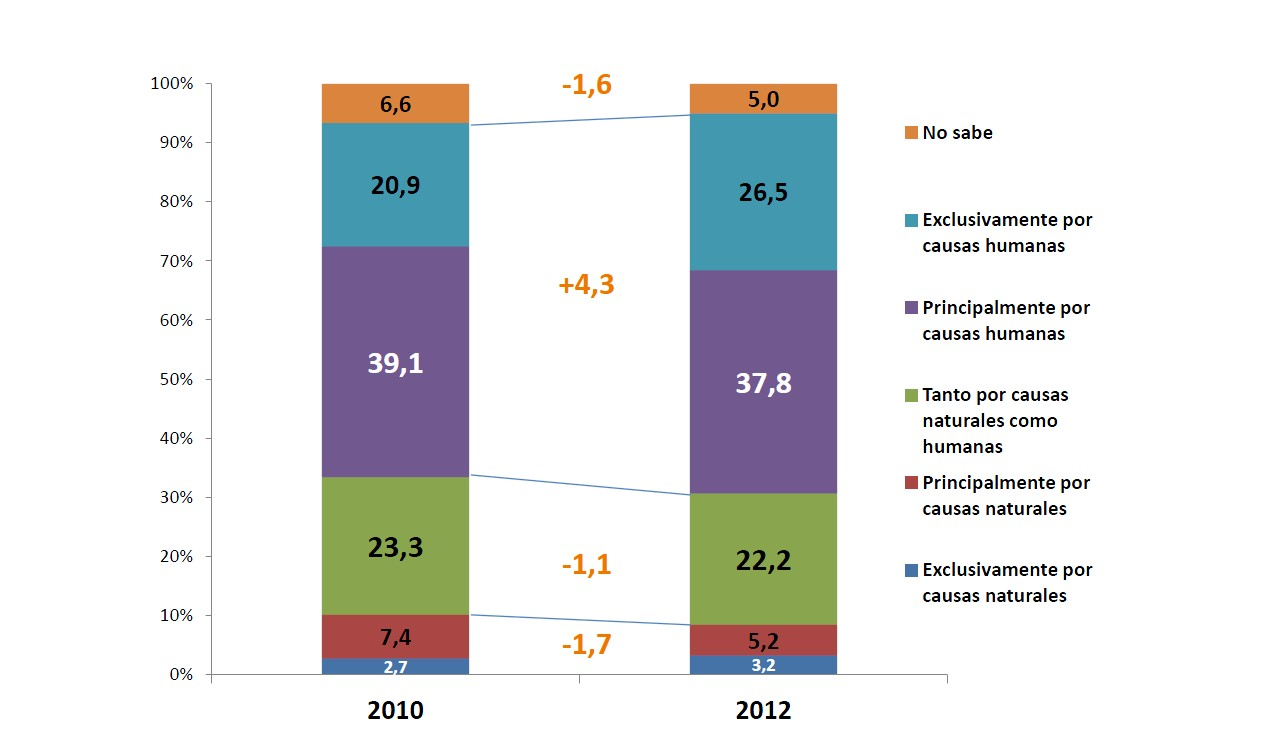 100%
90%
80%
70%
60%
50%
40%
30%
20%
10%
0%
6,6
20,9
39,1
23,3
7,4
2,7
2010
-1,6
+4,3
-1,1
-1,7
5,0
26,5
37,8
22,2
5,2
3,2
2012
No sabe
Exclusivamente por
causas humanas
Principalmente por
causas humanas
Tanto por causas
naturales como
humanas
Principalmente por
causas naturales
Exclusivamente por
causas naturales